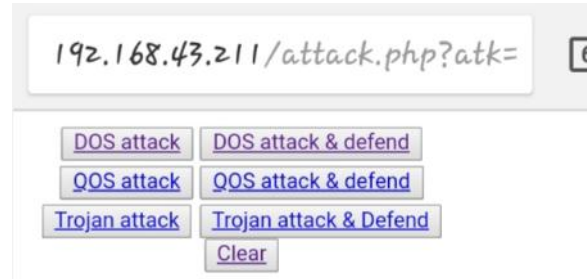 192.168.43.211/attack.php?atk=
DOS attack DOS attack & defend
QOS attack QOS attack & defend
Trojan attack Trojan attack & Defend
Clear